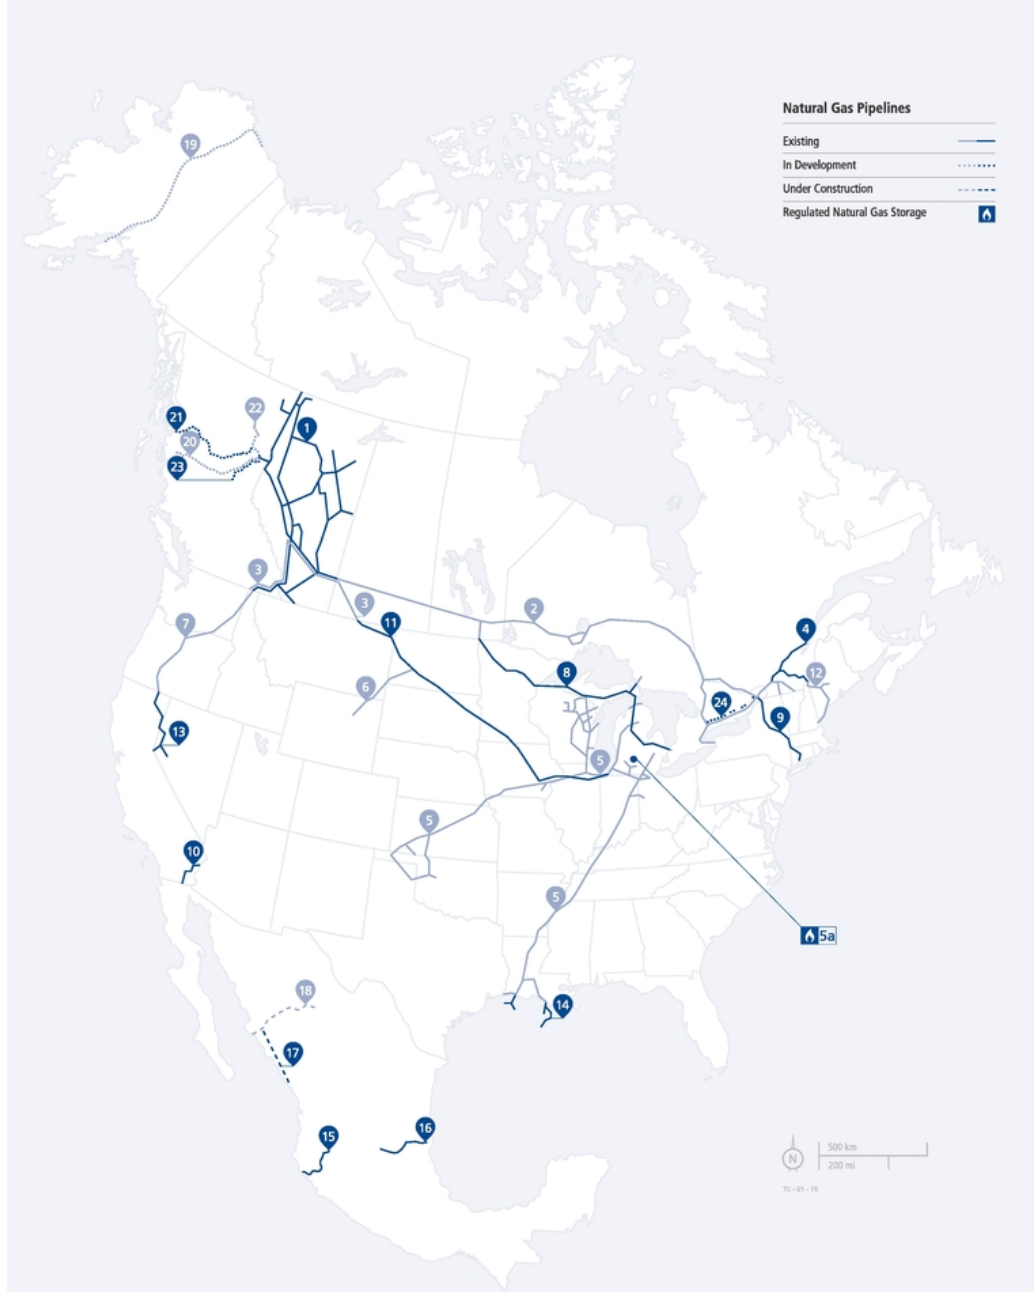 Natural Gas Pipelines
Existing
In Development
Under Construction
Regulated Natural Gas Storage
19
22
21
1
20
23
3
3
2
11
7
4
8
12
6
24
9
13
5
5
10
5
5a
18
14
17
16
15
500 km
N
200 mi
TC - 01 - 15